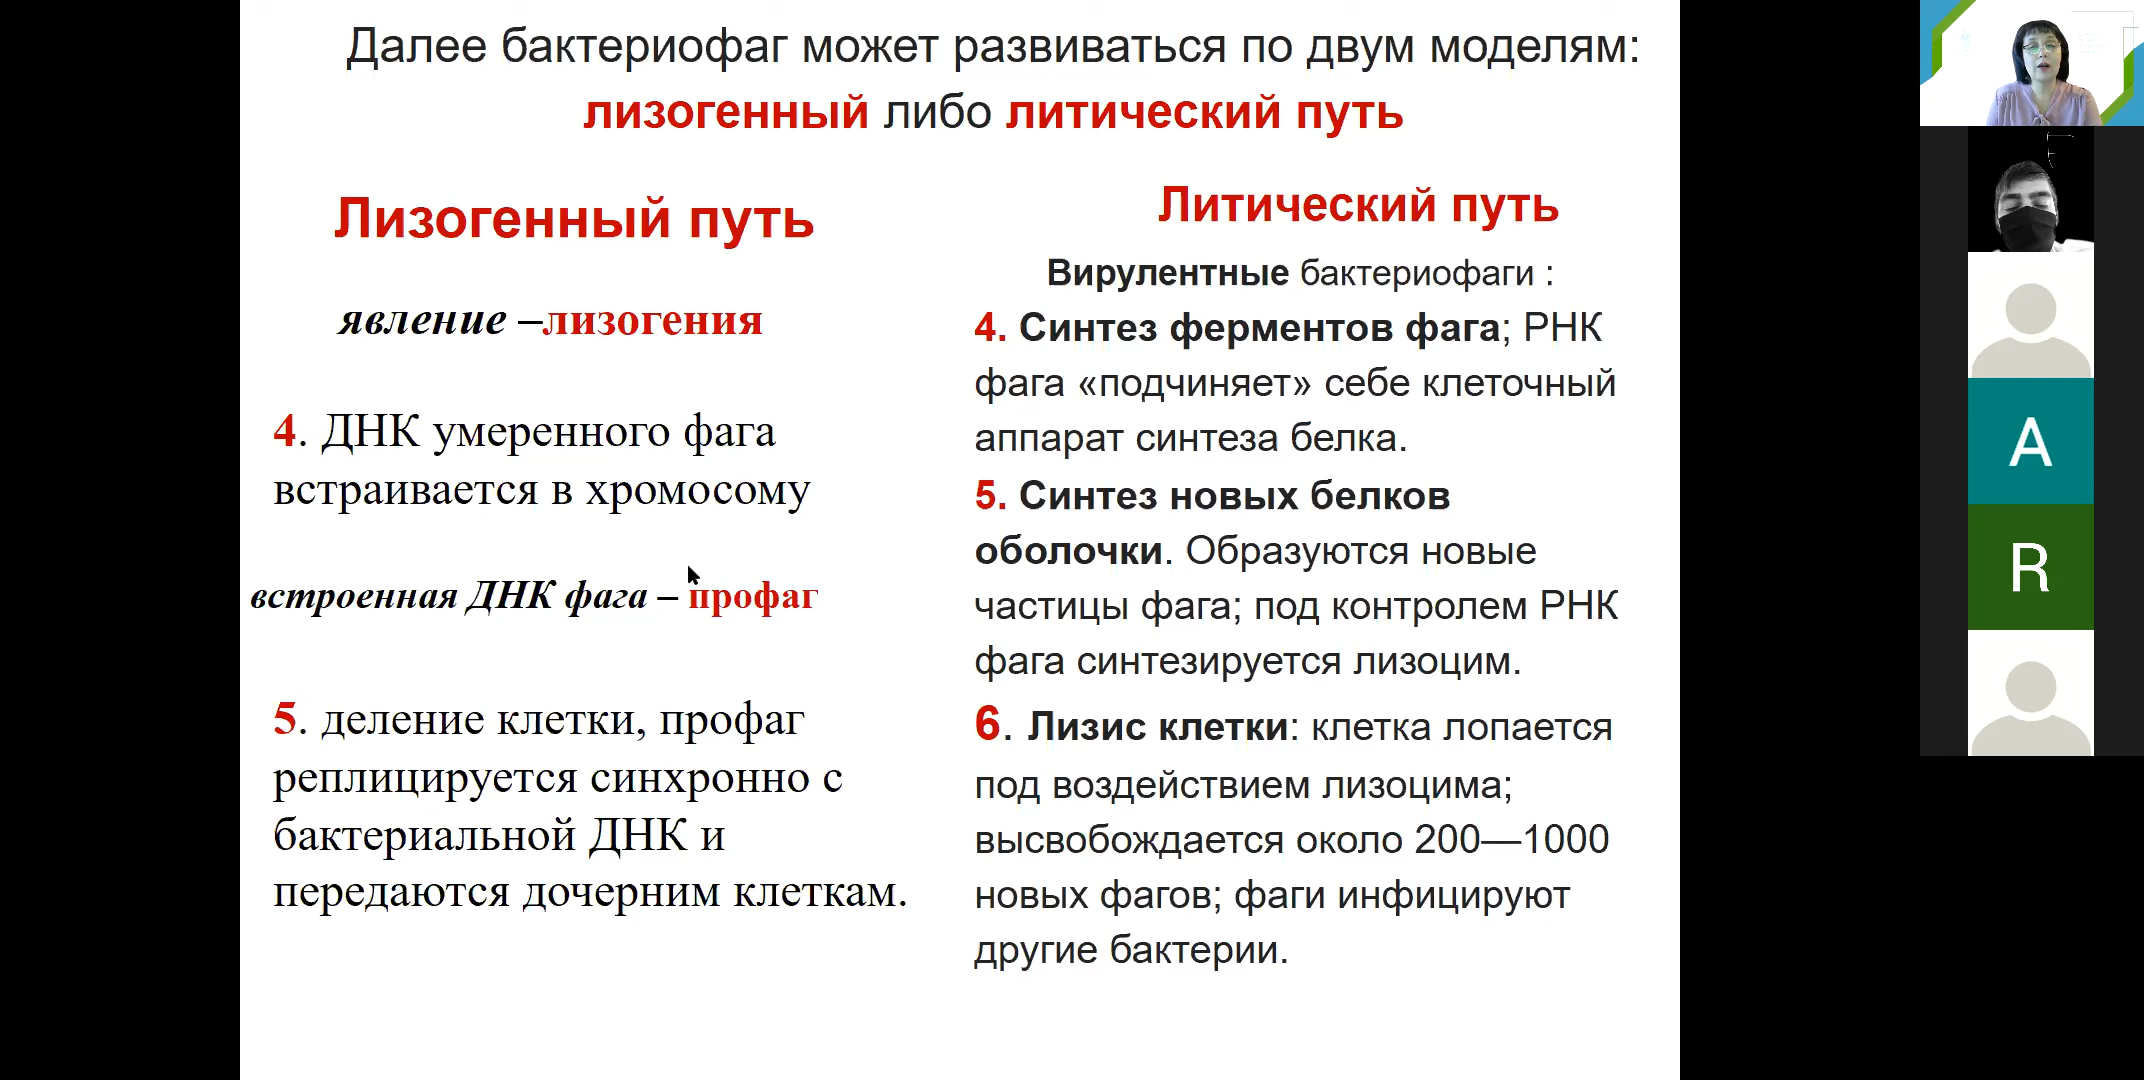 Далее бактериофаг может развиваться по двум моделям:
лизогенный либо литический путь
Лизогенный путь
явление –лизогения
4. ДНК умеренного фага
встраивается в хромосому
встроенная ДНК фага – профаг
5. деление клетки, профаг
реплицируется синхронно с
бактериальной ДНК и
передаются дочерним клеткам.
Литический путь
Вирулентные бактериофаги :
4. Синтез ферментов фага; РНК
фага «подчиняет» себе клеточный
аппарат синтеза белка.
5. Синтез новых белков
оболочки. Образуются новые
частицы фага; под контролем РНК
фага синтезируется лизоцим.
6. Лизис клетки: клетка лопается
под воздействием лизоцима;
высвобождается около 200—1000
новых фагов; фаги инфицируют
другие бактерии.
A
R